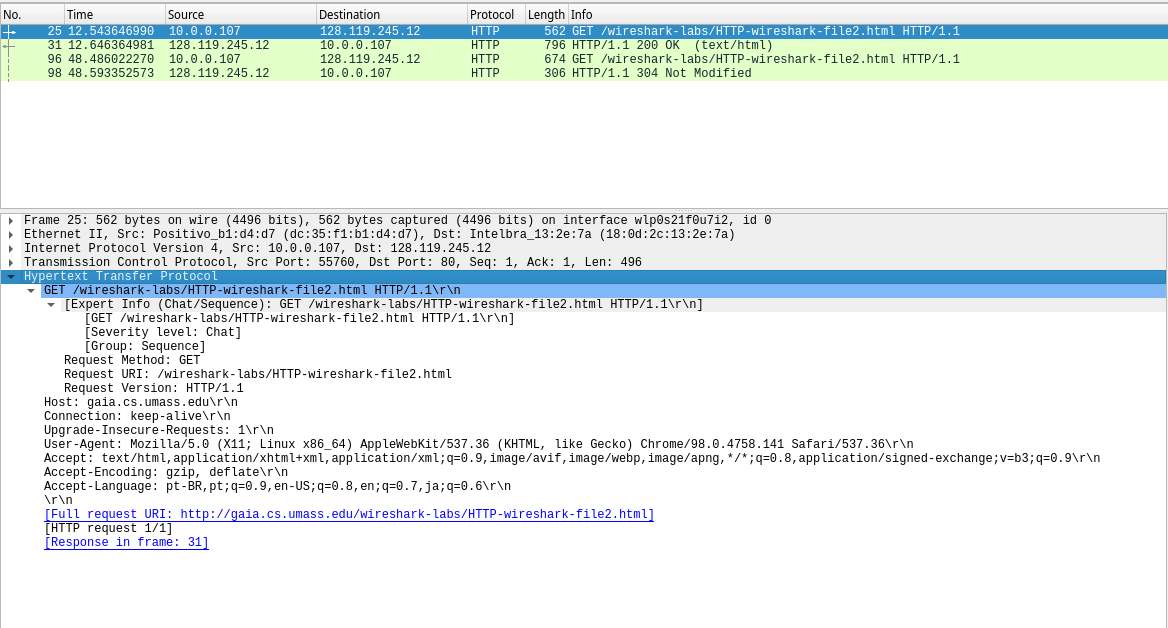 No. Time Source Destination Protocol Length Info
25 12.543646990 10.0.0.107 128.119.245.12 HTTP 562 GET /wireshark-labs/HTTP-wireshark-file2.html HTTP/1.1
31 12.646364981 128.119.245.12 10.0.0.107 HTTP 796 HTTP/1.1 200 OK  (text/html)
96 48.486022270 10.0.0.107 128.119.245.12 HTTP 674 GET /wireshark-labs/HTTP-wireshark-file2.html HTTP/1.1
98 48.593352573 128.119.245.12 10.0.0.107 HTTP 306 HTTP/1.1 304 Not Modified
Frame 25: 562 bytes on wire (4496 bits), 562 bytes captured (4496 bits) on interface wlp0s21f0u7i2, id 0
Ethernet II, Src: Positivo_b1:d4:d7 (dc:35:f1:b1:d4:d7), Dst: Intelbra_13:2e:7a (18:0d:2c:13:2e:7a)
Internet Protocol Version 4, Src: 10.0.0.107, Dst: 128.119.245.12
Transmission Control Protocol, Src Port: 55760, Dst Port: 80, Seq: 1, Ack: 1, Len: 496
Hypertext Transfer Protocol
GET /wireshark-labs/HTTP-wireshark-file2.html HTTP/1.1\r\n
[Expert Info (Chat/Sequence): GET /wireshark-labs/HTTP-wireshark-file2.html HTTP/1.1\r\n]
[GET /wireshark-labs/HTTP-wireshark-file2.html HTTP/1.1\r\n]
[Severity level: Chat]
[Group: Sequence]
Request Method: GET
Request URI: /wireshark-labs/HTTP-wireshark-file2.html
Request Version: HTTP/1.1
Host: gaia.cs.umass.edu\r\n
Connection: keep-alive\r\n
Upgrade-Insecure-Requests: 1\r\n
User-Agent: Mozilla/5.0 (X11; Linux x86_64) AppleWebKit/537.36 (KHTML, like Gecko) Chrome/98.0.4758.141 Safari/537.36\r\n
Accept: text/html,application/xhtml+xml,application/xml;q=0.9,image/avif,image/webp,image/apng,*/*;q=0.8,application/signed-exchange;v=b3;q=0.9\r\n
Accept-Encoding: gzip, deflate\r\n
Accept-Language: pt-BR,pt;q=0.9,en-US;q=0.8,en;q=0.7,ja;q=0.6\r\n
\r\n
[Full request URI: http://gaia.cs.umass.edu/wireshark-labs/HTTP-wireshark-file2.html]
[HTTP request 1/1]
[Response in frame: 31]